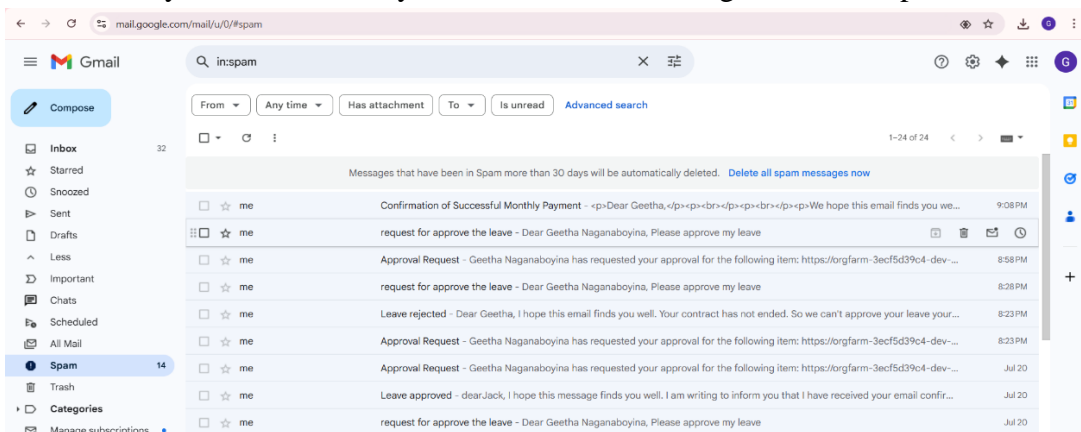 mail.google.com/mail/u/0/#spam
G
Gmail
in:spam
G
Compose
From
Any time
Has attachment
To
Is unread
Advanced search
1–24 of 24
Inbox 32
Starred
Snoozed
Sent
Drafts
Less
Important
Chats
Scheduled
All Mail
Spam 14
Trash
Categories
Manage subscriptions
Messages that have been in Spam more than 30 days will be automatically deleted. Delete all spam messages now
me Confirmation of Successful Monthly Payment - <p>Dear Geetha,</p><p><br></p><p><br></p><p>We hope this email finds you we... 9:08 PM
me request for approve the leave - Dear Geetha Naganaboyina, Please approve my leave
me Approval Request - Geetha Naganaboyina has requested your approval for the following item: https://orgfarm-3ecf5d39c4-dev-... 8:58 PM
me request for approve the leave - Dear Geetha Naganaboyina, Please approve my leave 8:28 PM
me Leave rejected - Dear Geetha, I hope this email finds you well. Your contract has not ended. So we can't approve your leave your... 8:23 PM
me Approval Request - Geetha Naganaboyina has requested your approval for the following item: https://orgfarm-3ecf5d39c4-dev-... 8:23 PM
me Approval Request - Geetha Naganaboyina has requested your approval for the following item: https://orgfarm-3ecf5d39c4-dev-... Jul 20
me Leave approved - dearJack, I hope this message finds you well. I am writing to inform you that I have received your email confir... Jul 20
me request for approve the leave - Dear Geetha Naganaboyina, Please approve my leave Jul 20